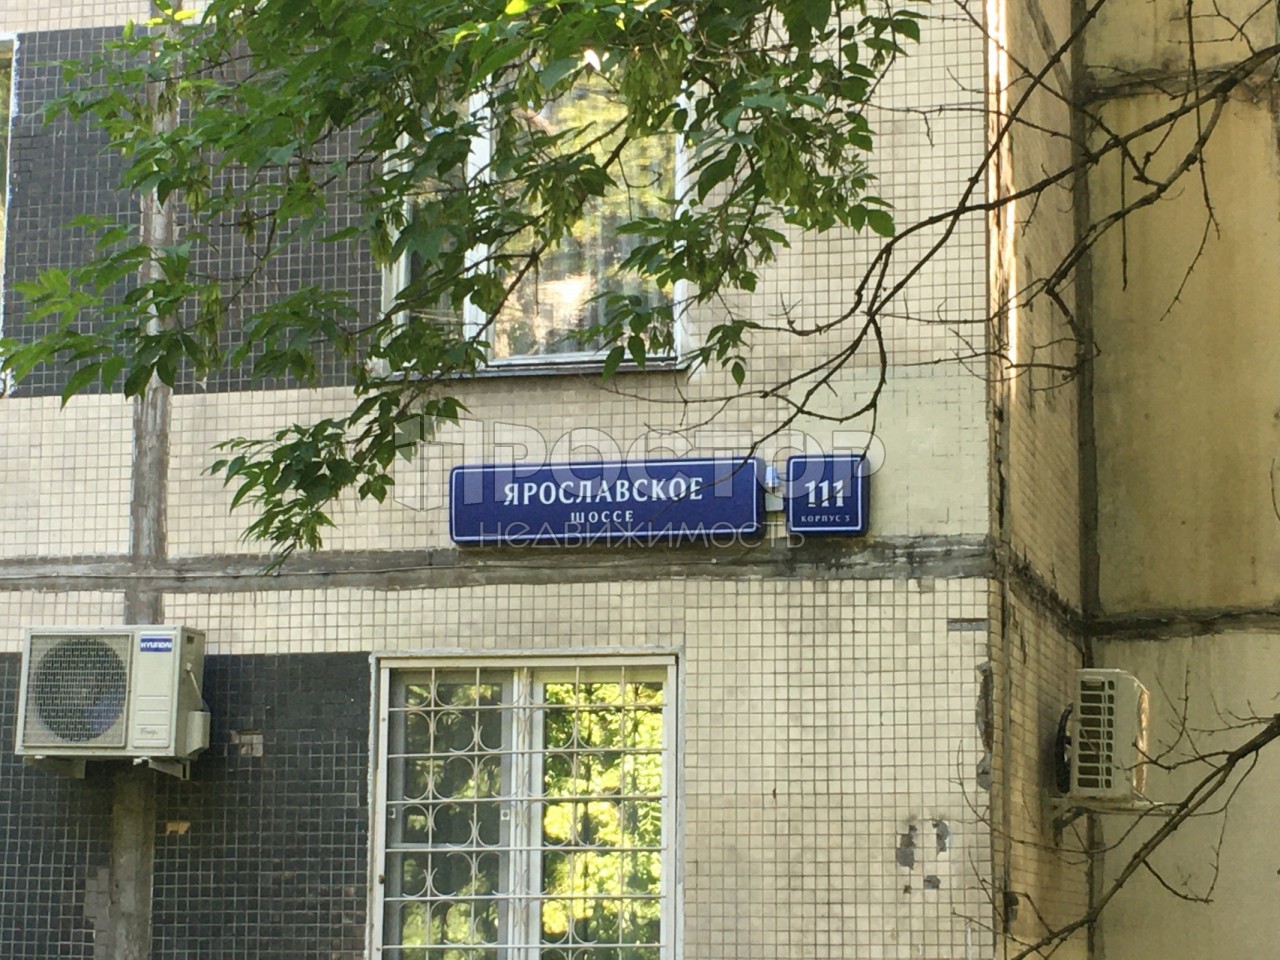 ПРОСТОР
ЯРОСЛАВСКОЕ
ШОССЕ
111
КОРПУС 3
НЕДВИЖИМОСТЬ
HYUNDAI